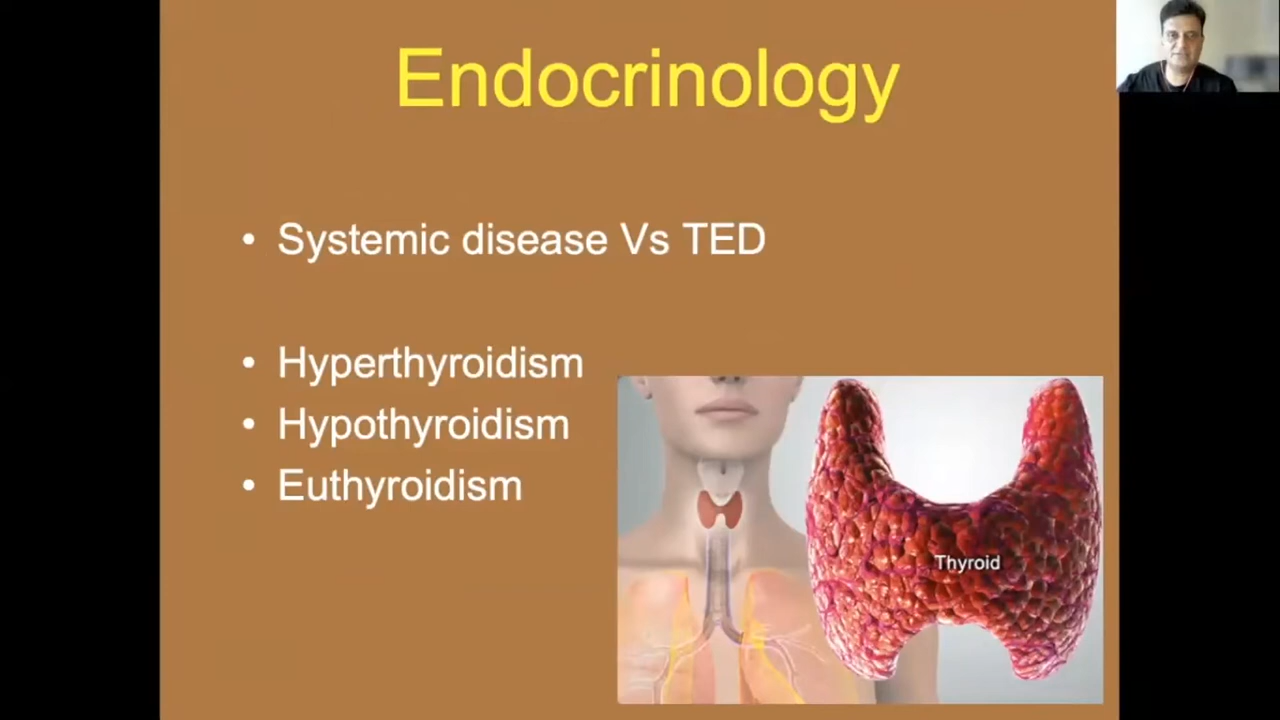 Endocrinology
• Systemic disease Vs TED
• Hyperthyroidism
• Hypothyroidism
• Euthyroidism
Thyroid